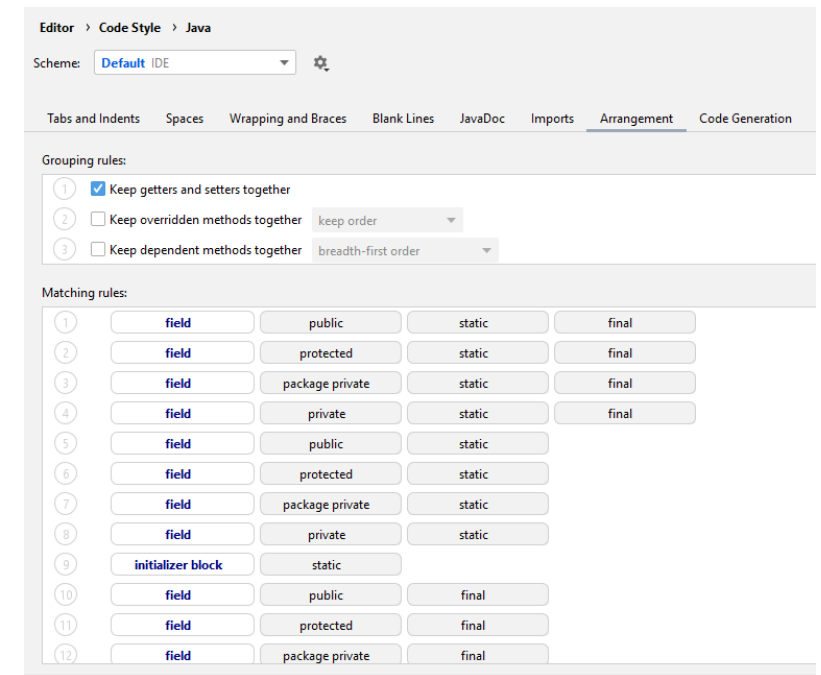 Editor › Code Style › Java
Scheme: Default IDE
Tabs and Indents Spaces Wrapping and Braces Blank Lines JavaDoc Imports Arrangement Code Generation
Grouping rules:
1 Keep getters and setters together
2 Keep overridden methods together keep order
3 Keep dependent methods together breadth-first order
Matching rules:
1 field public static final
2 field protected static final
3 field package private static final
4 field private static final
5 field public static
6 field protected static
7 field package private static
8 field private static
9 initializer block static
10 field public final
11 field protected final
12 field package private final